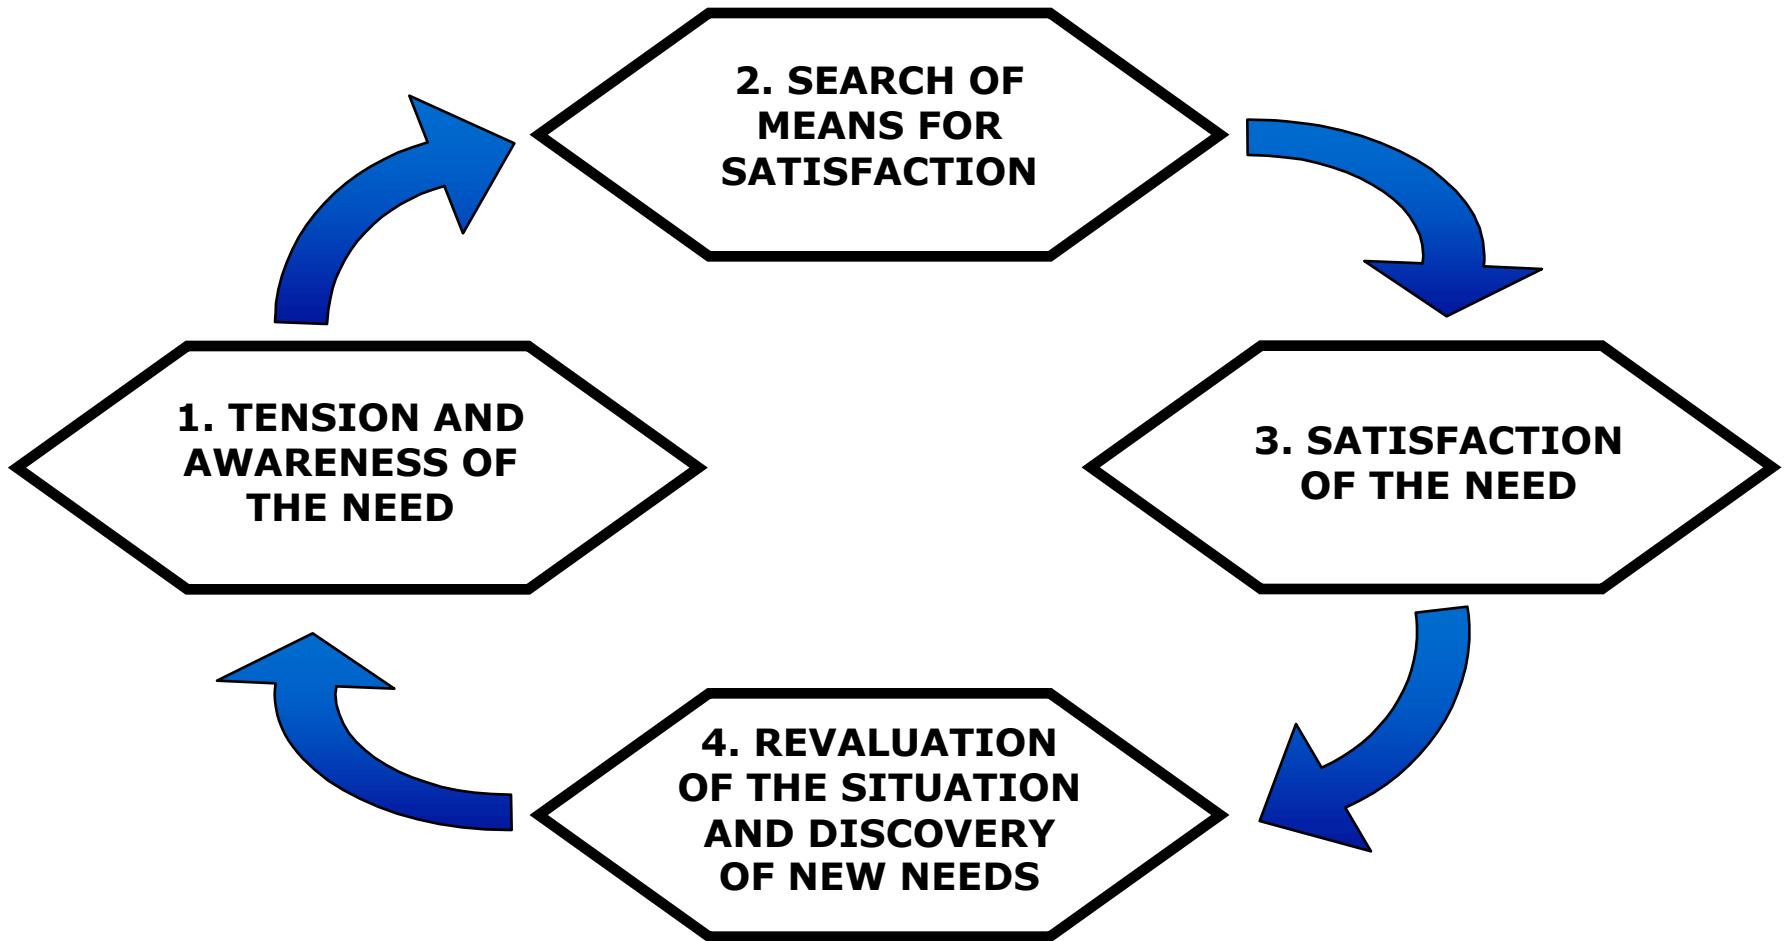 1. TENSION AND
AWARENESS OF
THE NEED
2. SEARCH OF
MEANS FOR
SATISFACTION
3. SATISFACTION
OF THE NEED
4. REVALUATION
OF THE SITUATION
AND DISCOVERY
OF NEW NEEDS